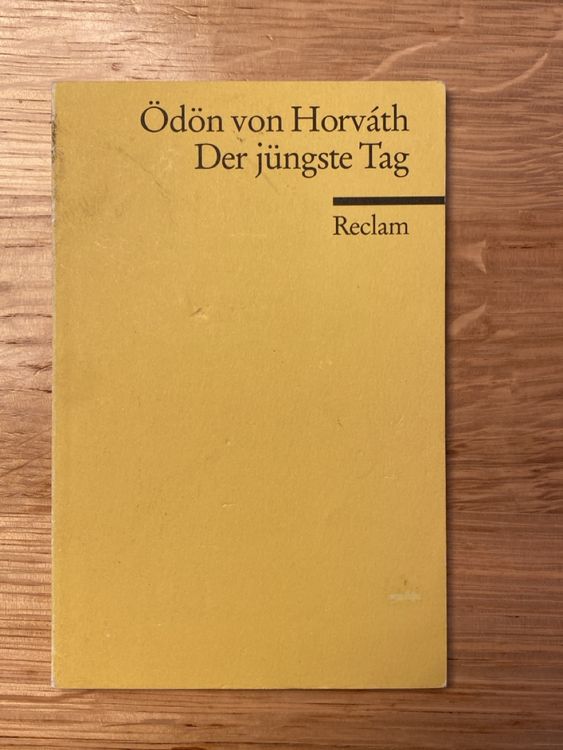 Ödön von Horváth
Der jüngste Tag
Reclam